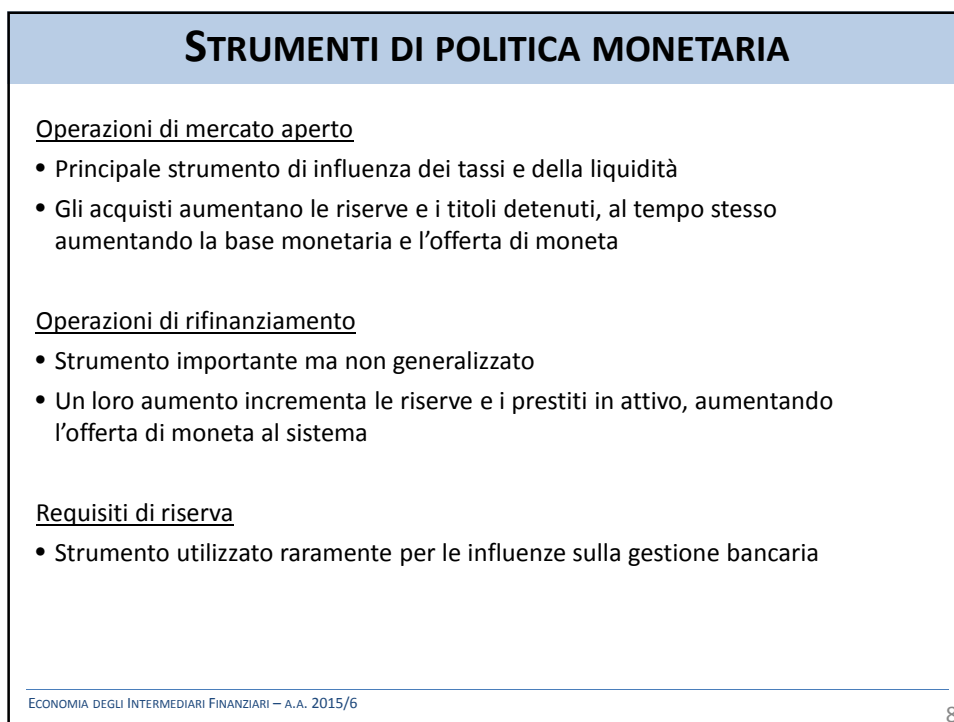 STRUMENTI DI POLITICA MONETARIA
Operazioni di mercato aperto
• Principale strumento di influenza dei tassi e della liquidità
• Gli acquisti aumentano le riserve e i titoli detenuti, al tempo stesso
aumentando la base monetaria e l’offerta di moneta
Operazioni di rifinanziamento
• Strumento importante ma non generalizzato
• Un loro aumento incrementa le riserve e i prestiti in attivo, aumentando
l’offerta di moneta al sistema
Requisiti di riserva
• Strumento utilizzato raramente per le influenze sulla gestione bancaria
ECONOMIA DEGLI INTERMEDIARI FINANZIARI – A.A. 2015/6
8